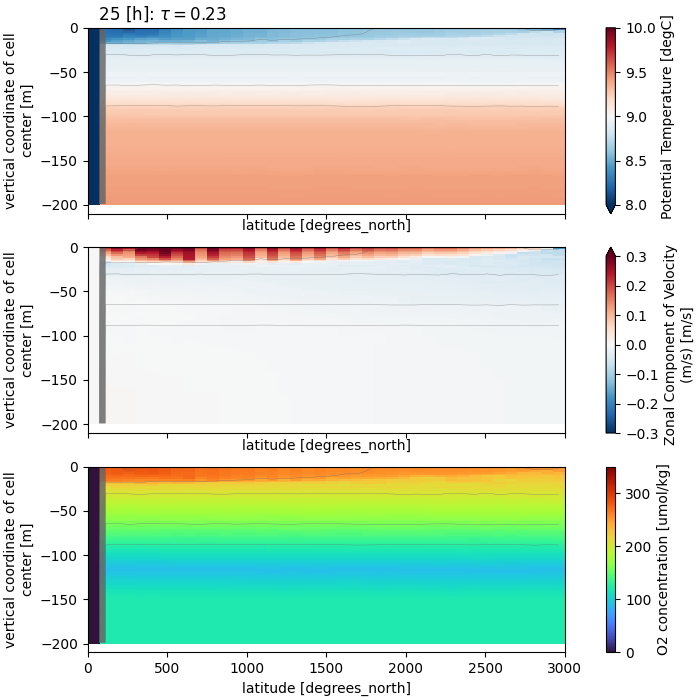 25 [h]: τ = 0.23
0
−50
−100
−150
−200
vertical coordinate of cell
center [m]
latitude [degrees_north]
10.0
9.5
9.0
8.5
8.0
Potential Temperature [degC]
0
−50
−100
−150
−200
vertical coordinate of cell
center [m]
latitude [degrees_north]
0.3
0.2
0.1
0.0
−0.1
−0.2
−0.3
Zonal Component of Velocity
(m/s) [m/s]
0
−50
−100
−150
−200
vertical coordinate of cell
center [m]
0 500 1000 1500 2000 2500 3000
latitude [degrees_north]
300
200
100
0
O2 concentration [umol/kg]